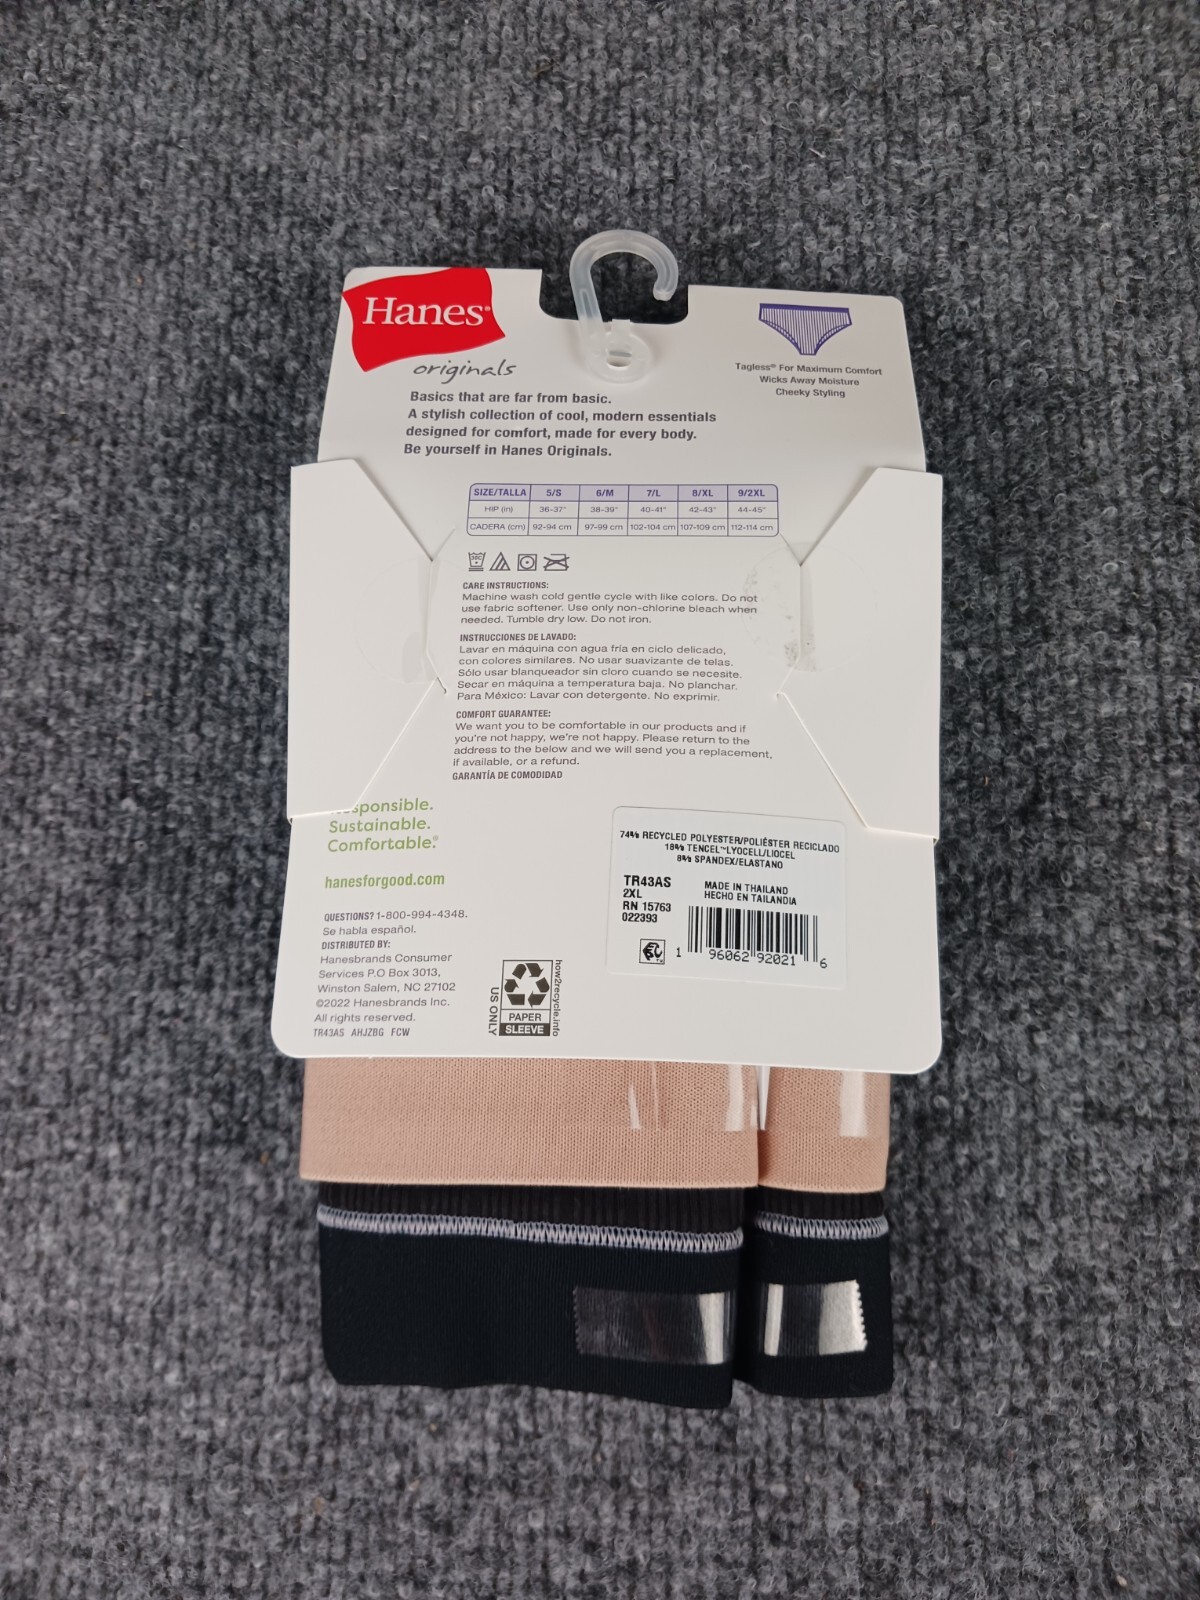 Hanes®
originals
Basics that are far from basic.
A stylish collection of cool, modern essentials
designed for comfort, made for every body.
Be yourself in Hanes Originals.
Tagless® For Maximum Comfort
Wicks Away Moisture
Cheeky Styling
SIZE/TALLA 5/S 6/M 7/L 8/XL 9/2XL
HIP (in) 36-37" 38-39" 40-41" 42-43" 44-45"
CADERA (cm) 92-94 cm 97-99 cm 102-104 cm 107-109 cm 112-114 cm
CARE INSTRUCTIONS:
Machine wash cold gentle cycle with like colors. Do not
use fabric softener. Use only non-chlorine bleach when
needed. Tumble dry low. Do not iron.
INSTRUCCIONES DE LAVADO:
Lavar en máquina con agua fría en ciclo delicado,
con colores similares. No usar suavizante de telas.
Sólo usar blanqueador sin cloro cuando se necesite.
Secar en máquina a temperatura baja. No planchar.
Para México: Lavar con detergente. No exprimir.
COMFORT GUARANTEE:
We want you to be comfortable in our products and if
you're not happy, we're not happy. Please return to the
address to the below and we will send you a replacement,
if available, or a refund.
GARANTÍA DE COMODIDAD
sponsible.
Sustainable.
Comfortable.®
hanesforgood.com
QUESTIONS? 1-800-994-4348.
Se habla español.
DISTRIBUTED BY:
Hanesbrands Consumer
Services P.O Box 3013,
Winston Salem, NC 27102
©2022 Hanesbrands Inc.
All rights reserved.
TR43AS AHJZBG FCW
US ONLY
PAPER
SLEEVE
how2recycle.info
74% RECYCLED POLYESTER/POLIÉSTER RECICLADO
18% TENCEL™LYOCELL/LIOCEL
8% SPANDEX/ELASTANO
TR43AS
2XL
RN 15763
022393
MADE IN THAILAND
HECHO EN TAILANDIA
1 96062 92021 6